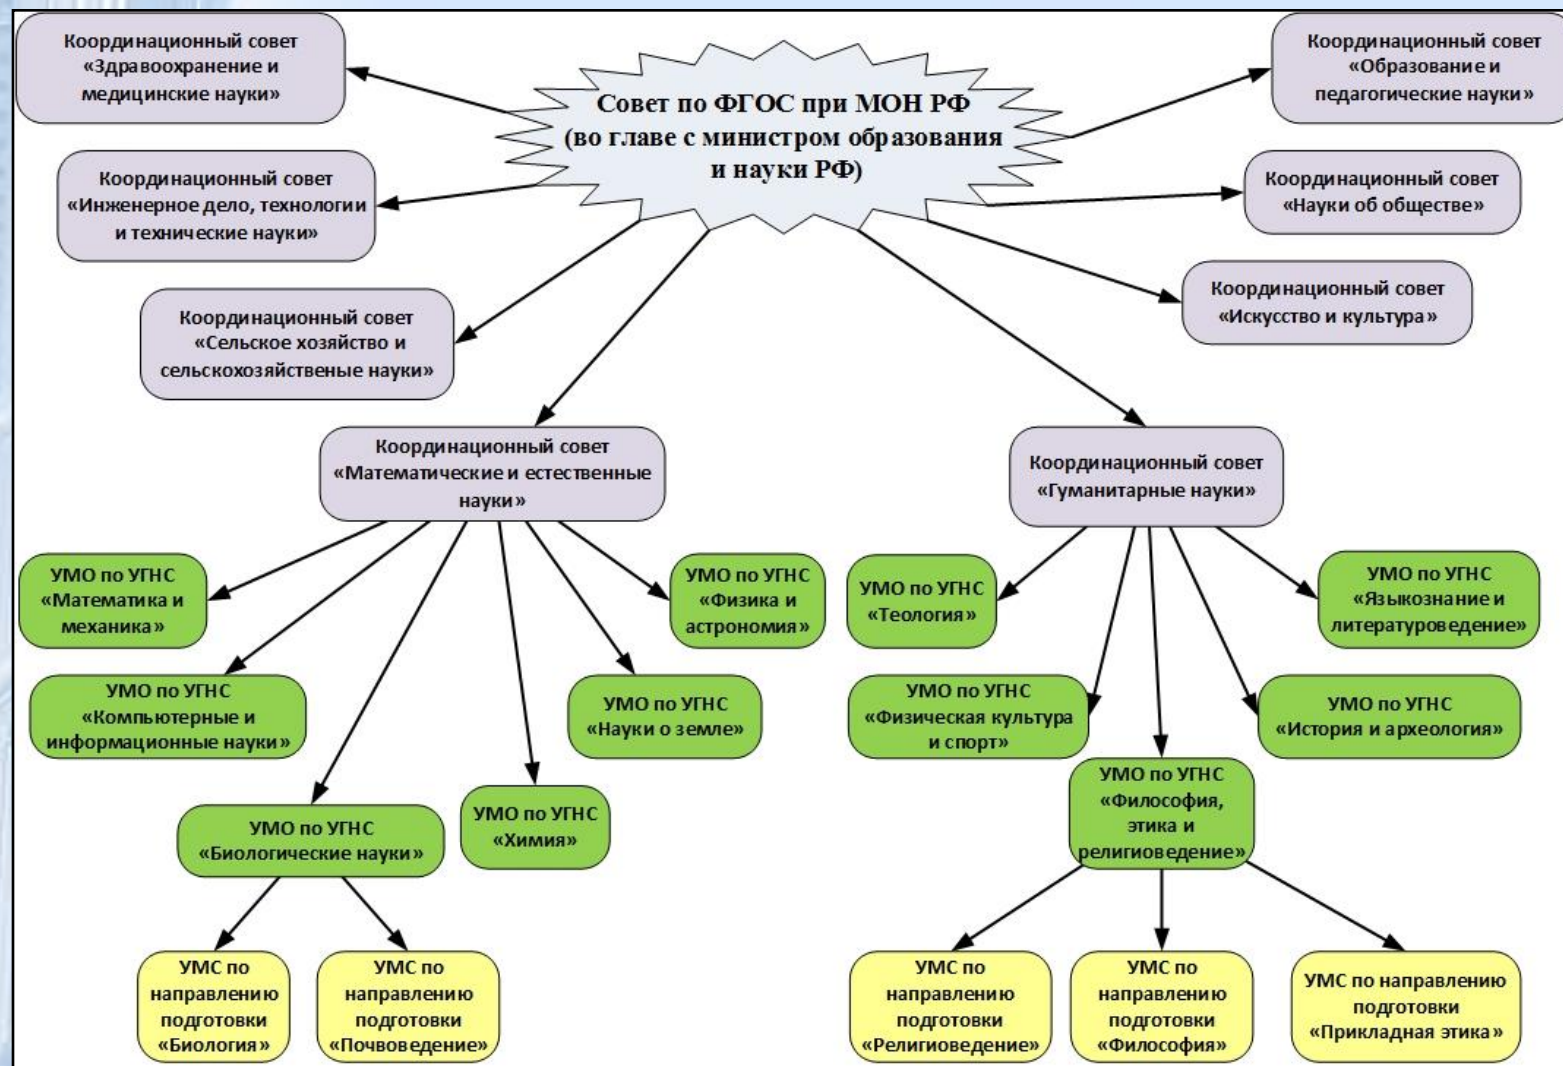 Координационный совет
«Здравоохранение и
медицинские науки»
Совет по ФГОС при МОН РФ
(во главе с министром образования
и науки РФ)
Координационный совет
«Образование и
педагогические науки»
Координационный совет
«Инженерное дело, технологии
и технические науки»
Координационный совет
«Науки об обществе»
Координационный совет
«Сельское хозяйство и
сельскохозяйственые науки»
Координационный совет
«Искусство и культура»
Координационный совет
«Математические и естественные
науки»
Координационный совет
«Гуманитарные науки»
УМО по УГНС
«Математика и
механика»
УМО по УГНС
«Физика и
астрономия»
УМО по УГНС
«Теология»
УМО по УГНС
«Языкознание и
литературоведение»
УМО по УГНС
«Компьютерные и
информационные науки»
УМО по УГНС
«Науки о земле»
УМО по УГНС
«Физическая культура
и спорт»
УМО по УГНС
«История и археология»
УМО по УГНС
«Биологические науки»
УМО по УГНС
«Химия»
УМО по УГНС
«Философия,
этика и
религиоведение»
УМС по
направлению
подготовки
«Биология»
УМС по
направлению
подготовки
«Почвоведение»
УМС по
направлению
подготовки
«Религиоведение»
УМС по
направлению
подготовки
«Философия»
УМС по направлению
подготовки
«Прикладная этика»